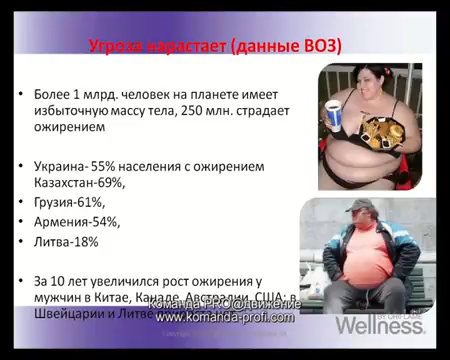 Угроза нарастает (данные ВОЗ)
Более 1 млрд. человек на планете имеет
избыточную массу тела, 250 млн. страдает
ожирением
Украина- 55% населения с ожирением
Казахстан-69%,
Грузия-61%,
Армения-54%,
Литва-18%
За 10 лет увеличился рост ожирения у
мужчин в Китае, Канаде, Австралии, США; в
Швейцарии и Литве
Команда PRO@движение
www.komanda-profi.com
BY ORIFLAME
Wellness.